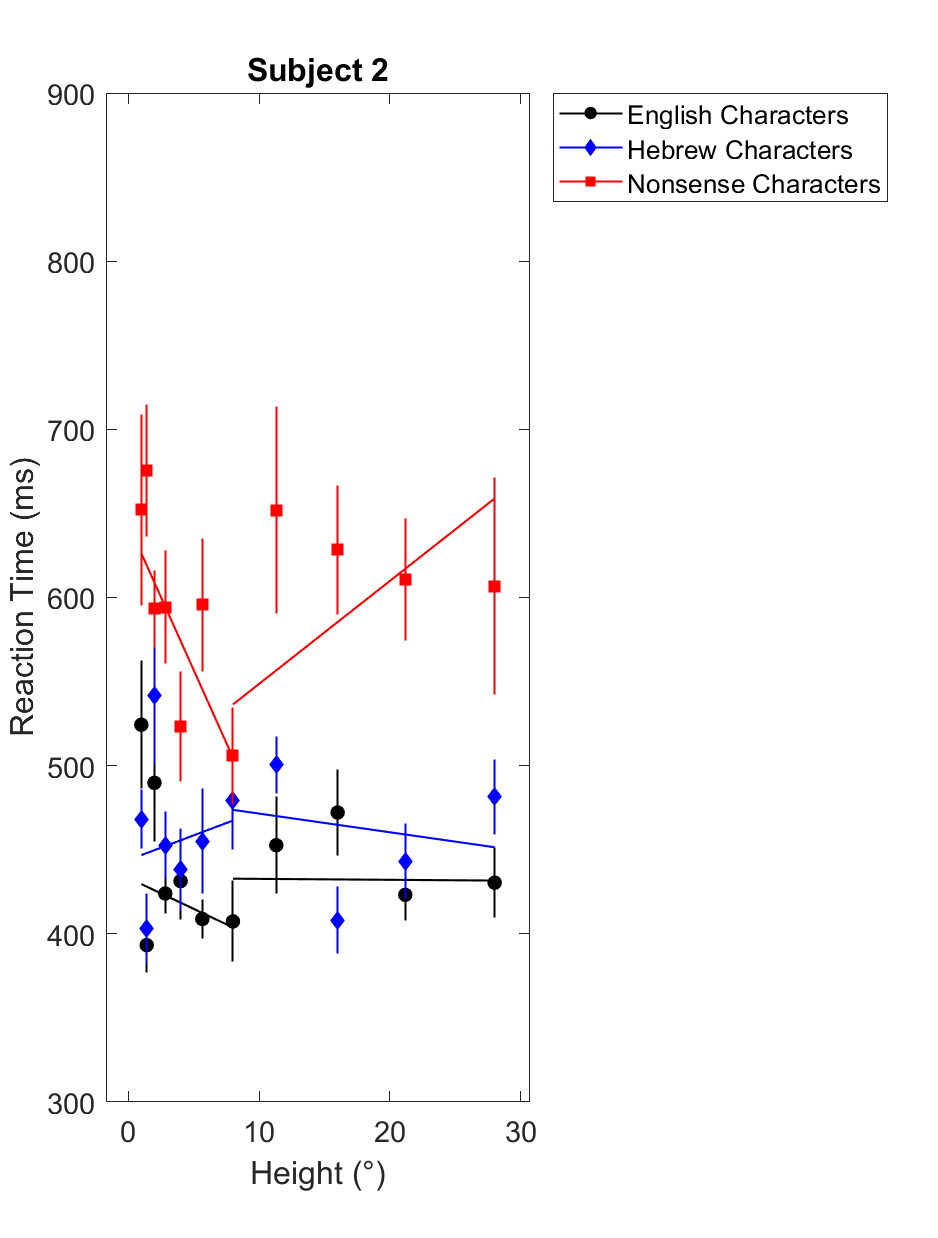 Subject 2
900
800
700
600
500
400
300
0 10 20 30
Height (°)
Reaction Time (ms)
English Characters
Hebrew Characters
Nonsense Characters